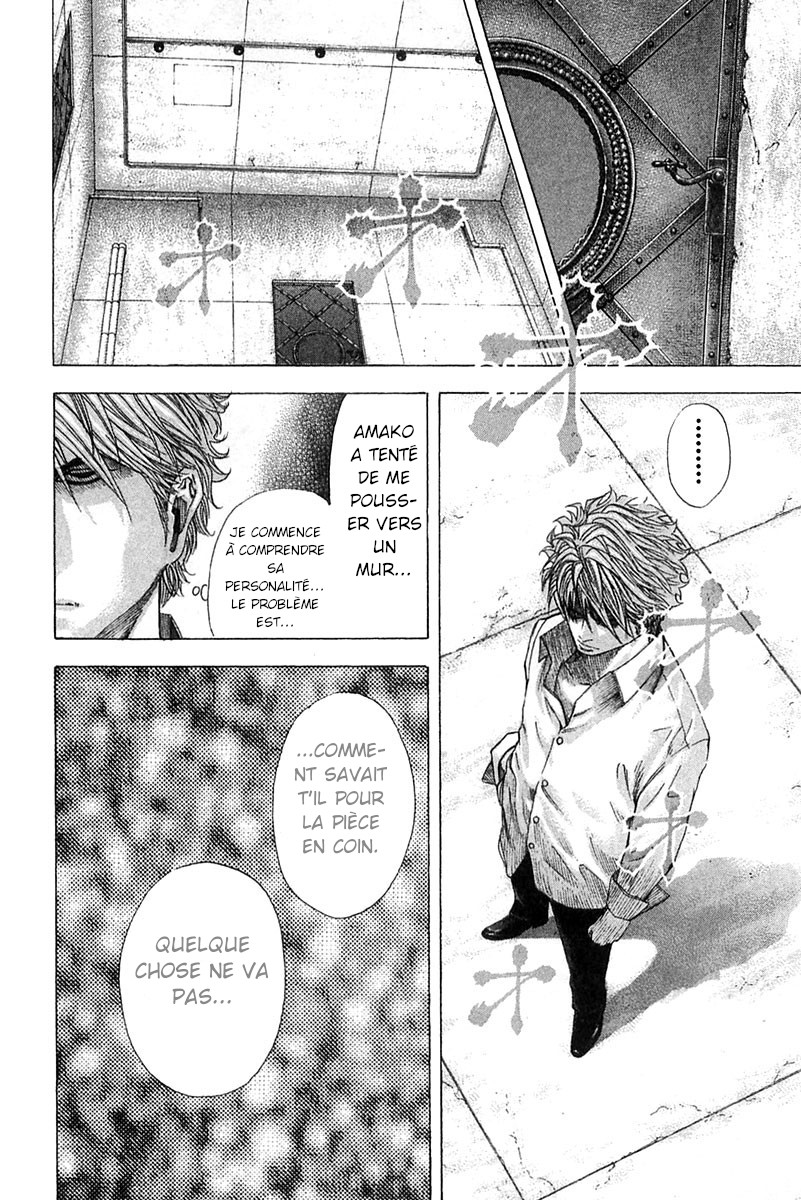 .........
AMAKO
A TENTÉ
DE ME
POUSS-
ER VERS
UN
MUR...
JE COMMENCE
À COMPRENDRE
SA
PERSONALITÉ...
LE PROBLÈME
EST...
...COMME-
NT SAVAIT
T'IL POUR
LA PIÈCE
EN COIN.
QUELQUE
CHOSE NE VA
PAS...